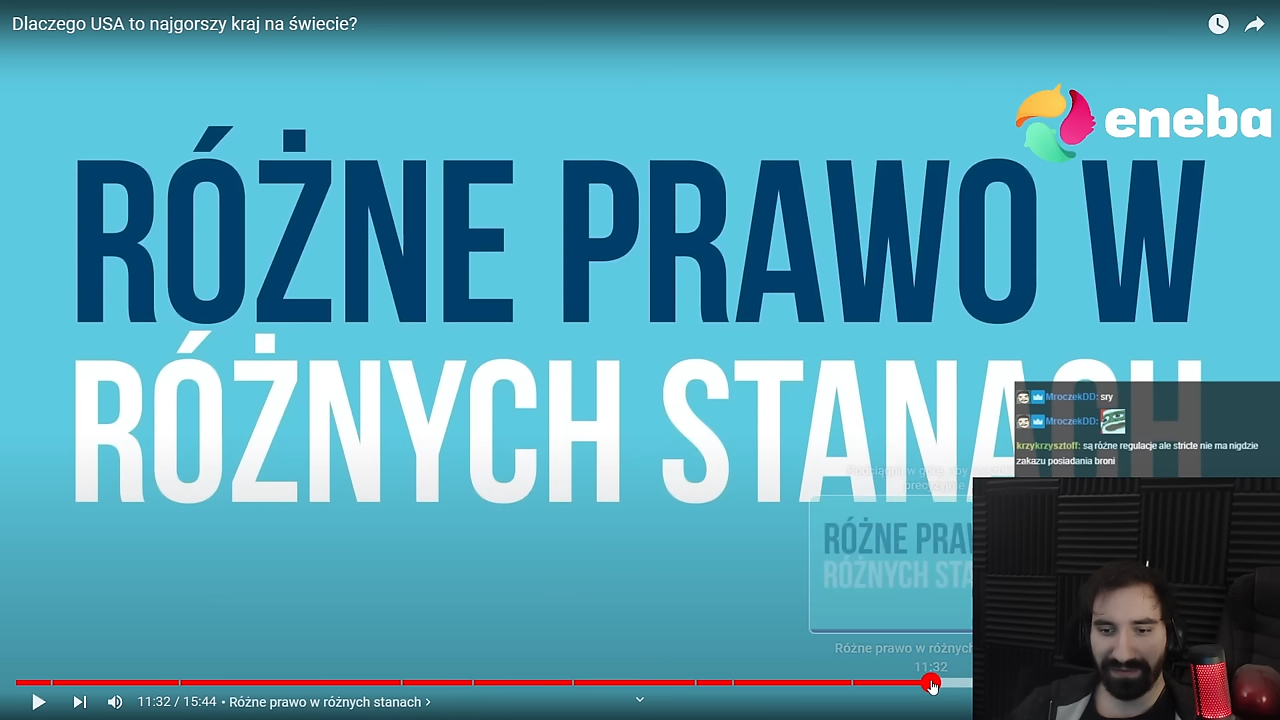 Dlaczego USA to najgorszy kraj na świecie?
eneba
RÓŻNE PRAWO W
RÓŻNYCH STANACH
MroczekDD: sry
MroczekDD:
krzykrzysztoff: są różne regulacje ale stricte nie ma nigdzie
zakazu posiadania broni
RÓŻNE PRAW
RÓŻNYCH STA
Różne prawo w różnych
11:32
11:32 / 15:44 • Różne prawo w różnych stanach ›